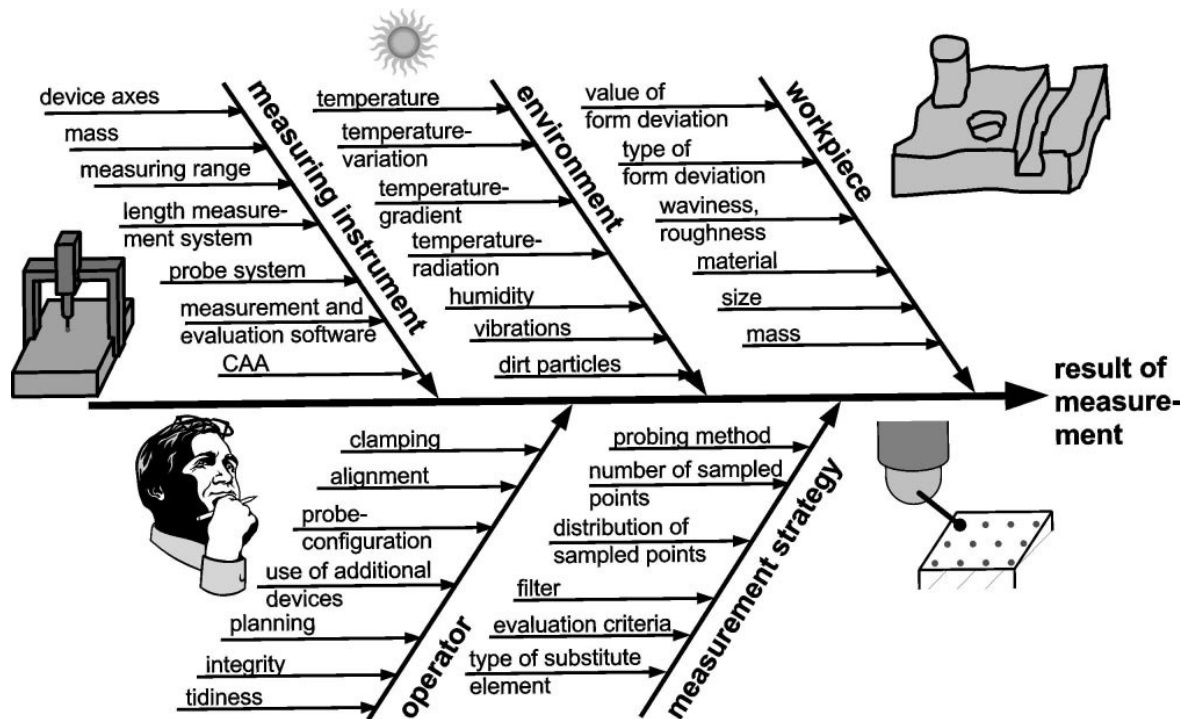 device axes
mass
measuring range
length measure-
ment system
probe system
measurement and
evaluation software
CAA
measuring instrument
temperature
temperature-
variation
temperature-
gradient
temperature-
radiation
humidity
vibrations
dirt particles
environment
value of
form deviation
type of
form deviation
waviness,
roughness
material
size
mass
workpiece
result of
measure-
ment
clamping
alignment
probe-
configuration
use of additional
devices
planning
integrity
tidiness
operator
probing method
number of sampled
points
distribution of
sampled points
filter
evaluation criteria
type of substitute
element
measurement strategy